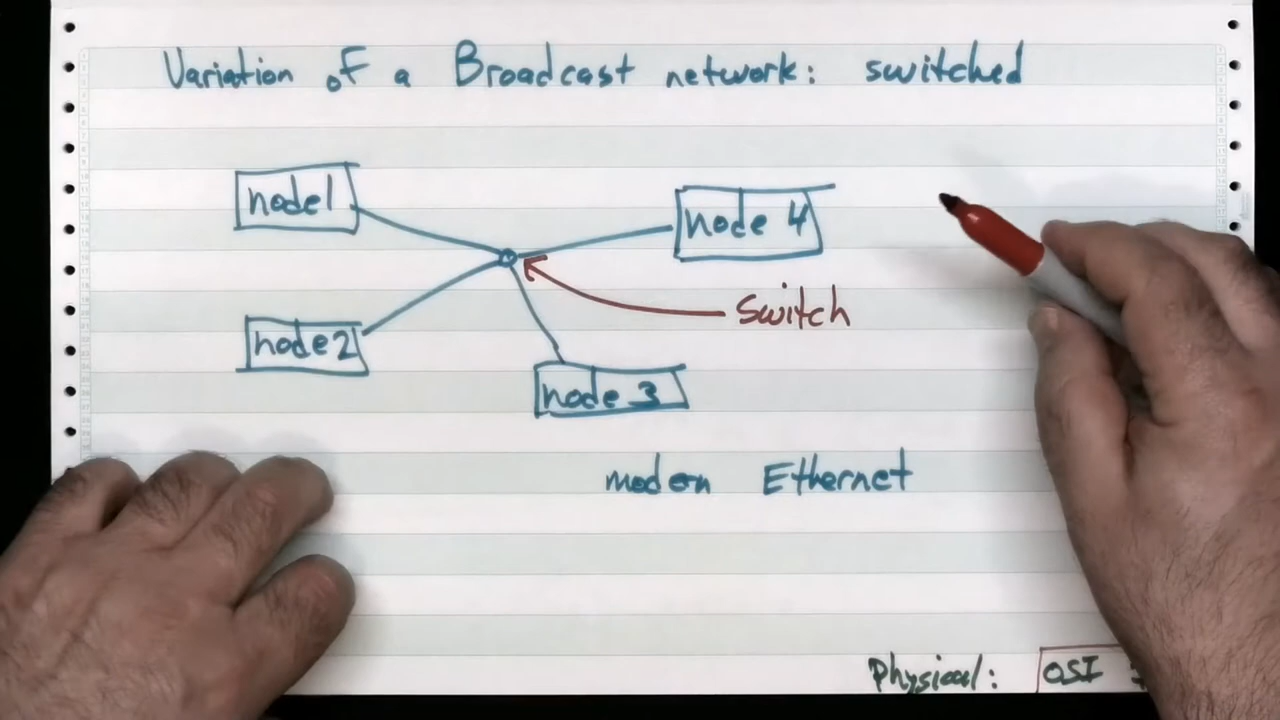 Variation of a Broadcast network: switched
node1
node 4
Switch
node2
node 3
modern Ethernet
Physical: OSI